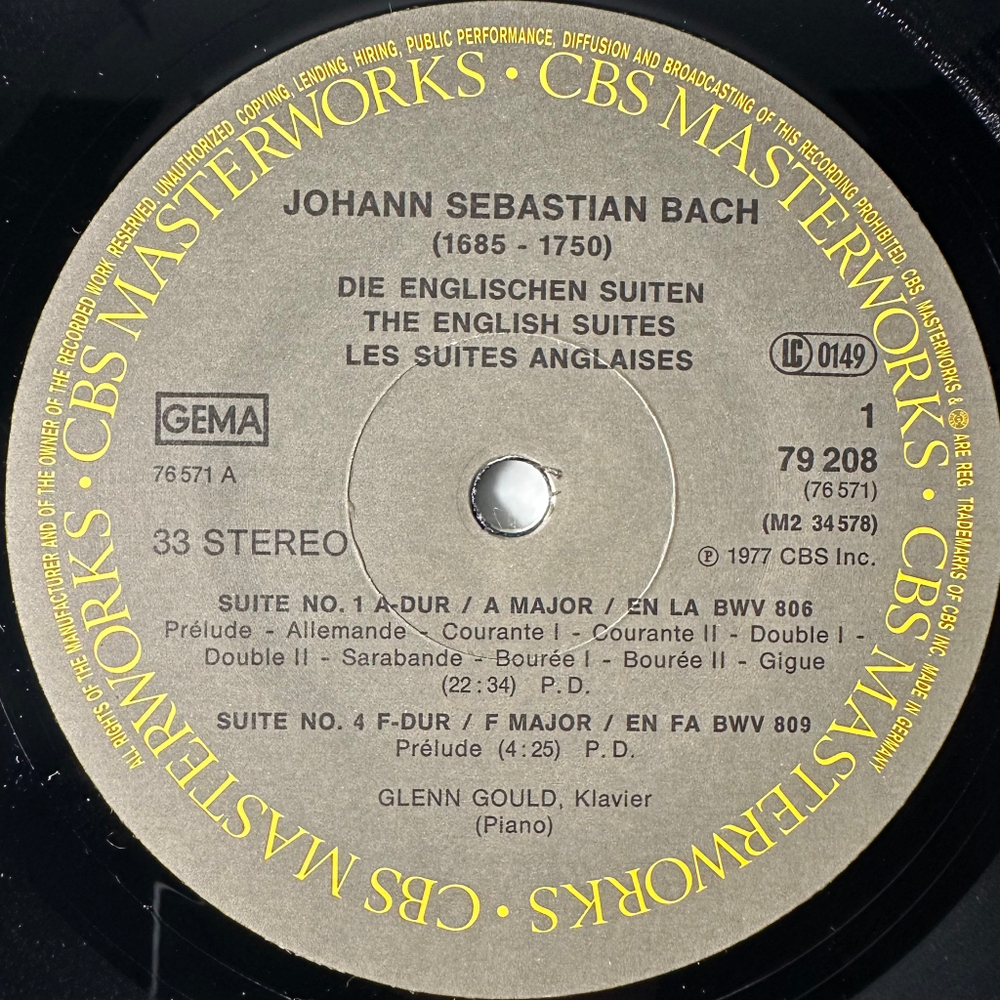 ALL RIGHTS OF THE MANUFACTURER AND OF THE OWNER OF THE RECORDED WORK RESERVED. UNAUTHORIZED COPYING, LENDING, HIRING, PUBLIC PERFORMANCE, DIFFUSION AND BROADCASTING OF THIS RECORDING PROHIBITED. CBS, MASTERWORKS & ARE REG. TRADEMARKS OF CBS INC. MADE IN GERMANY
CBS MASTERWORKS • CBS MASTERWORKS • CBS MASTERWORKS • CBS MASTERWORKS • CBS MASTERWORKS •
JOHANN SEBASTIAN BACH
(1685 - 1750)
DIE ENGLISCHEN SUITEN
THE ENGLISH SUITES
LES SUITES ANGLAISES
LC 0149
GEMA
1
76 571 A
79 208
(76 571)
(M2 34 578)
33 STEREO
℗ 1977 CBS Inc.
SUITE NO. 1 A-DUR / A MAJOR / EN LA BWV 806
Prélude - Allemande - Courante I - Courante II - Double I -
Double II - Sarabande - Bourée I - Bourée II - Gigue
(22:34) P.D.
SUITE NO. 4 F-DUR / F MAJOR / EN FA BWV 809
Prélude (4:25) P.D.
GLENN GOULD, Klavier
(Piano)